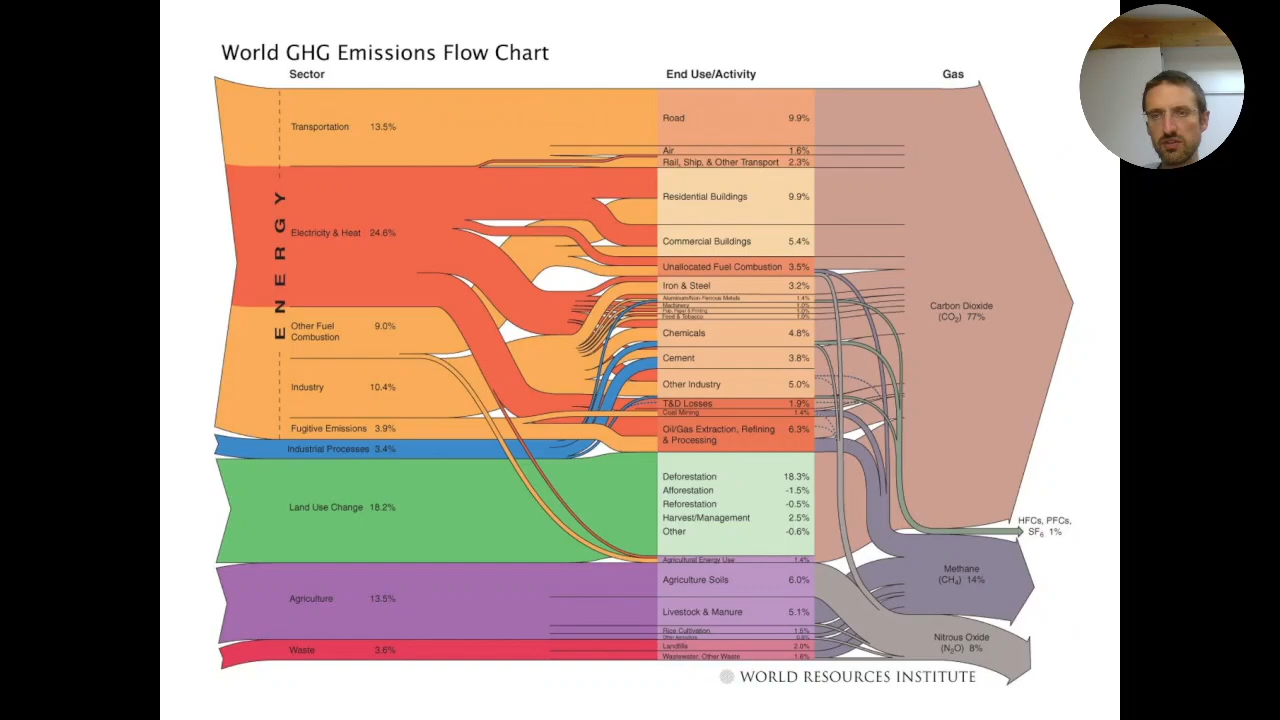 World GHG Emissions Flow Chart
Sector
End Use/Activity
Gas
ENERGY
Transportation 13.5%
Electricity & Heat 24.6%
Other Fuel
Combustion 9.0%
Industry 10.4%
Fugitive Emissions 3.9%
Industrial Processes 3.4%
Land Use Change 18.2%
Agriculture 13.5%
Waste 3.6%
Road 9.9%
Air 1.6%
Rail, Ship, & Other Transport 2.3%
Residential Buildings 9.9%
Commercial Buildings 5.4%
Unallocated Fuel Combustion 3.5%
Iron & Steel 3.2%
Aluminum/Non-Ferrous Metals 1.4%
Machinery 1.0%
Pulp, Paper & Printing 1.0%
Food & Tobacco 1.0%
Chemicals 4.8%
Cement 3.8%
Other Industry 5.0%
T&D Losses 1.9%
Coal Mining 1.4%
Oil/Gas Extraction, Refining
& Processing 6.3%
Deforestation 18.3%
Afforestation -1.5%
Reforestation -0.5%
Harvest/Management 2.5%
Other -0.6%
Agricultural Energy Use 1.4%
Agriculture Soils 6.0%
Livestock & Manure 5.1%
Rice Cultivation 1.5%
Other Agriculture
Landfills 2.0%
Wastewater, Other Waste 1.6%
Carbon Dioxide
(CO₂) 77%
HFCs, PFCs,
SF₆ 1%
Methane
(CH₄) 14%
Nitrous Oxide
(N₂O) 8%
WORLD RESOURCES INSTITUTE